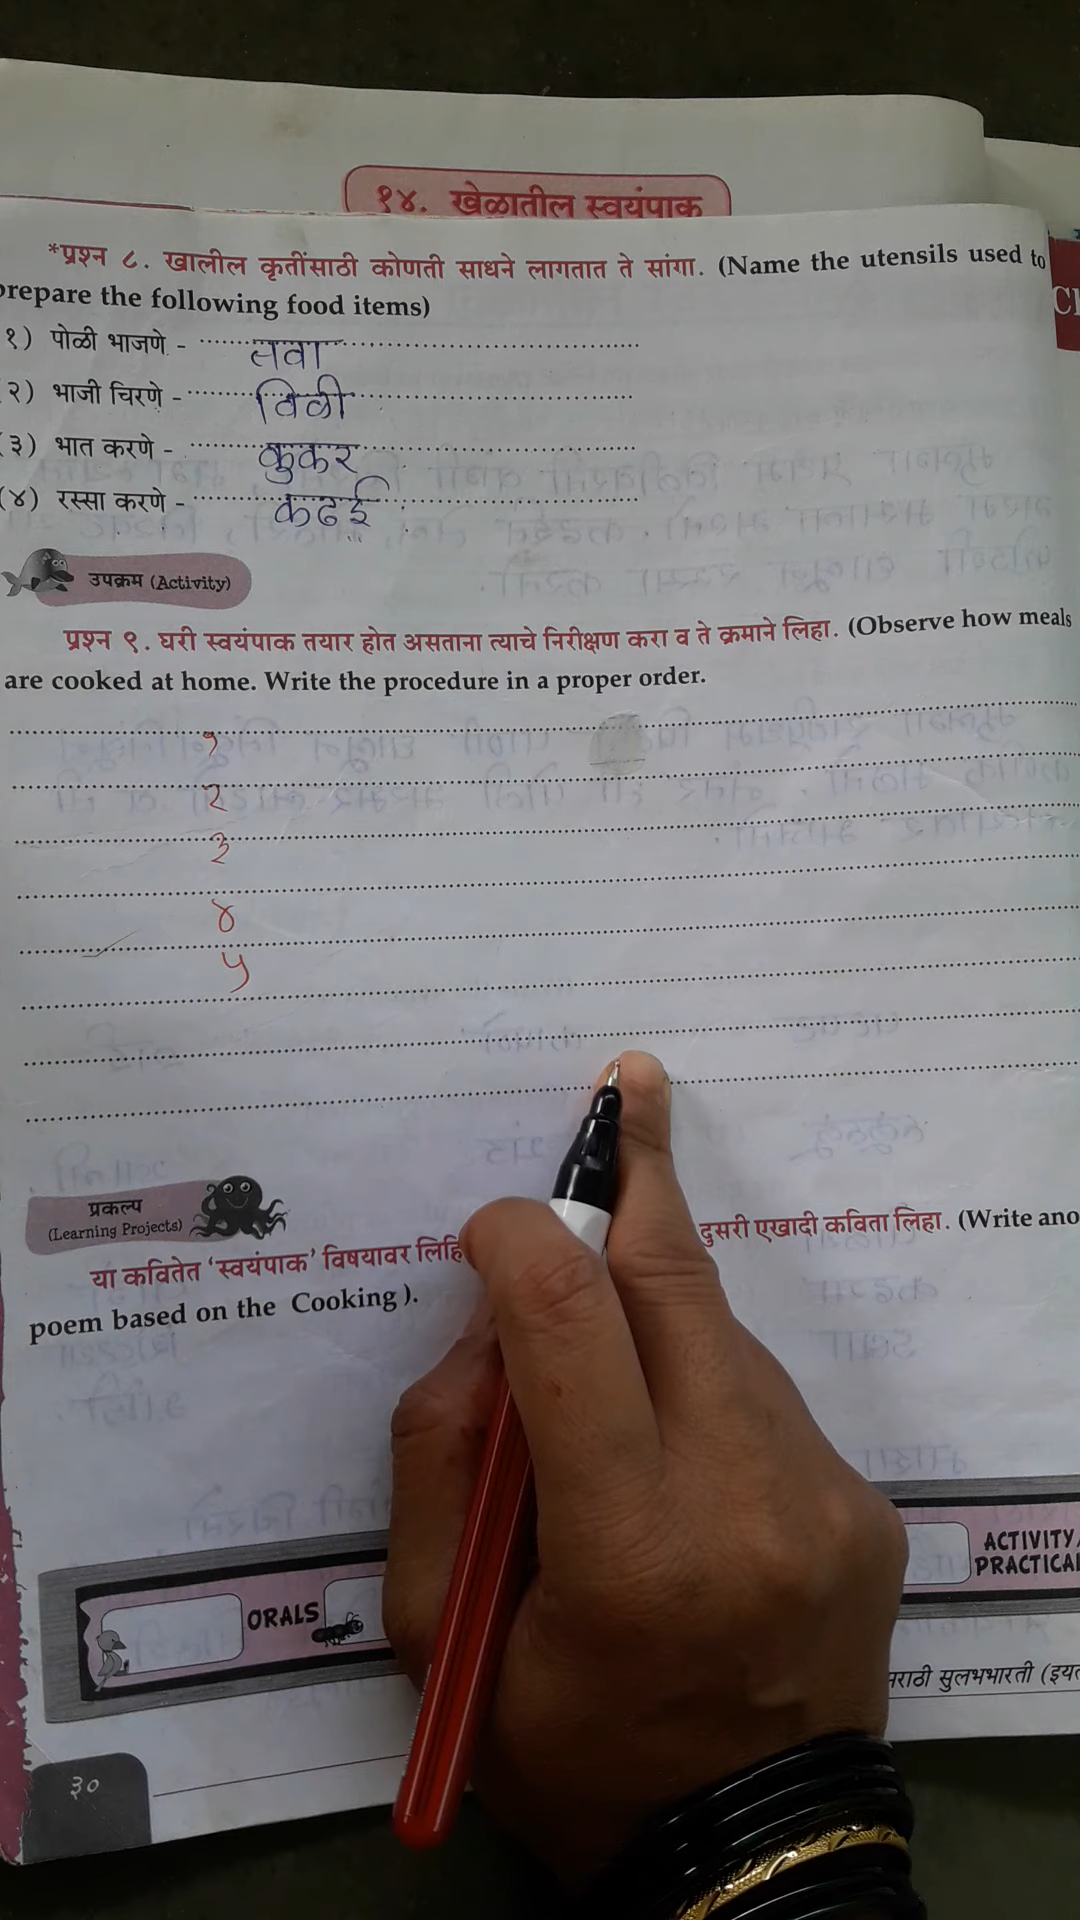 १४. खेळातील स्वयंपाक
*प्रश्न ८. खालील कृतींसाठी कोणती साधने लागतात ते सांगा. (Name the utensils used to
prepare the following food items)
१) पोळी भाजणे - तवा
२) भाजी चिरणे - विळी
(३) भात करणे - कुकर
(४) रस्सा करणे - कढई
उपक्रम (Activity)
प्रश्न ९. घरी स्वयंपाक तयार होत असताना त्याचे निरीक्षण करा व ते क्रमाने लिहा. (Observe how meals
are cooked at home. Write the procedure in a proper order.
१
२
३
४
५
प्रकल्प
(Learning Projects)
या कवितेत ‘स्वयंपाक’ विषयावर लिहि दुसरी एखादी कविता लिहा. (Write ano
poem based on the Cooking ).
ORALS
ACTIVITY
PRACTICAL
मराठी सुलभभारती (इयत
३०